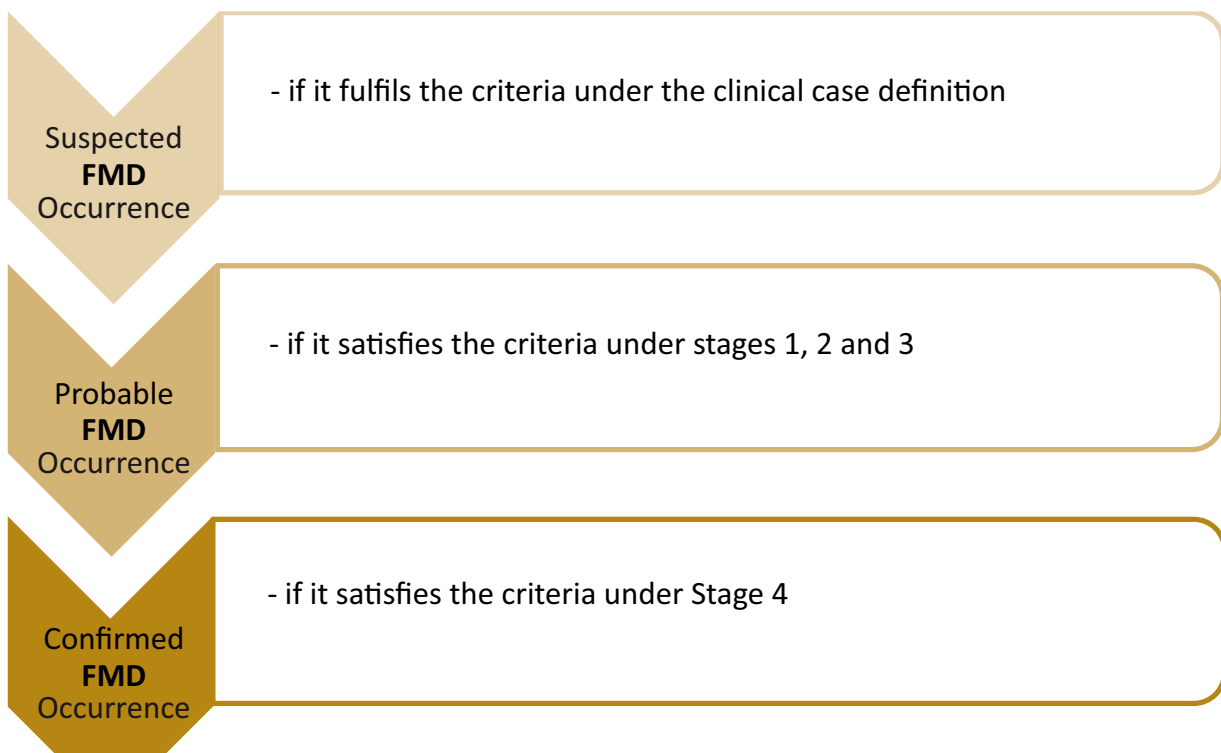 - if it fulfils the criteria under the clinical case definition
Suspected
FMD
Occurrence
- if it satisfies the criteria under stages 1, 2 and 3
Probable
FMD
Occurrence
- if it satisfies the criteria under Stage 4
Confirmed
FMD
Occurrence